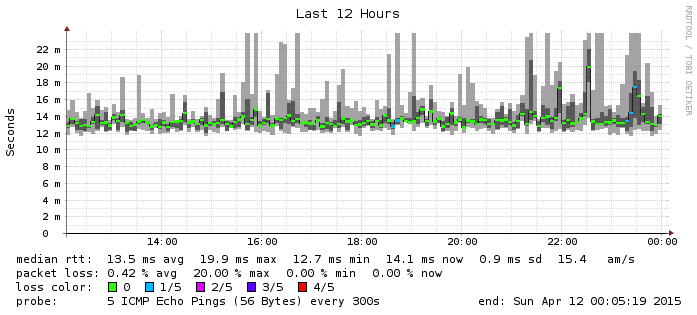 Last 12 Hours
RRDTOOL / TOBI OETIKER
Seconds
22 m
20 m
18 m
16 m
14 m
12 m
10 m
8 m
6 m
4 m
2 m
0
14:00 16:00 18:00 20:00 22:00 00:00
median rtt: 13.5 ms avg 19.9 ms max 12.7 ms min 14.1 ms now 0.9 ms sd 15.4 am/s
packet loss: 0.42 % avg 20.00 % max 0.00 % min 0.00 % now
loss color: 0 1/5 2/5 3/5 4/5
probe: 5 ICMP Echo Pings (56 Bytes) every 300s end: Sun Apr 12 00:05:19 2015